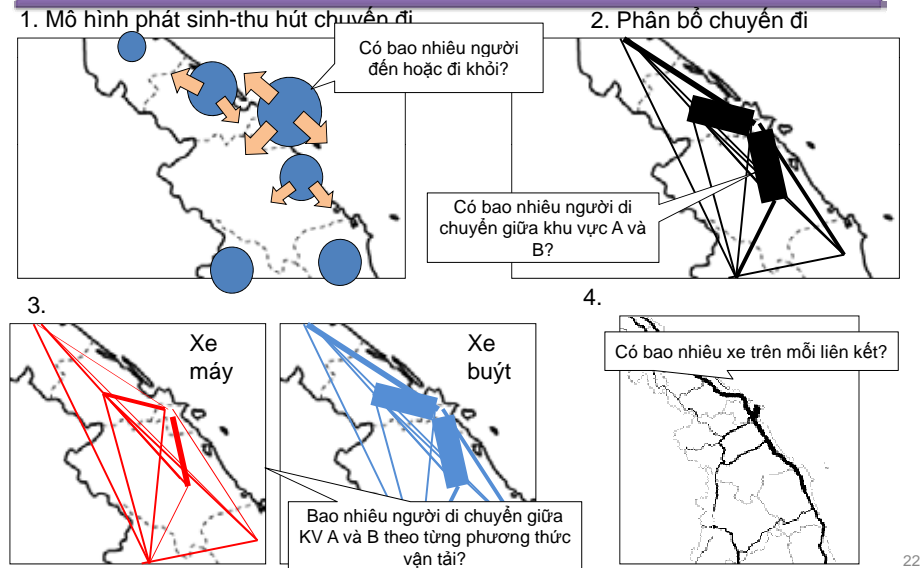 1. Mô hình phát sinh-thu hút chuyến đi
2. Phân bổ chuyến đi
Có bao nhiêu người
đến hoặc đi khỏi?
Có bao nhiêu người di
chuyển giữa khu vực A và
B?
3.
Xe
máy
Xe
buýt
Bao nhiêu người di chuyển giữa
KV A và B theo từng phương thức
vận tải?
4.
Có bao nhiêu xe trên mỗi liên kết?
22